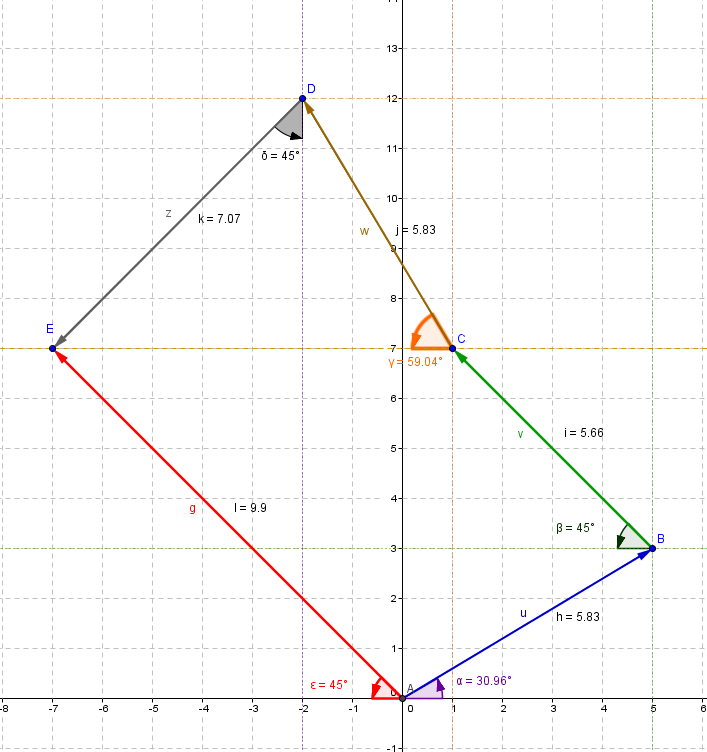 14
13
D
12
11
δ = 45°
10
z
k = 7.07
w
j = 5.83
9
8
E
C
7
γ = 59.04°
6
v
i = 5.66
5
4
g
l = 9.9
β = 45°
B
3
2
u
h = 5.83
1
ε = 45°
0
A
α = 30.96°
-8 -7 -6 -5 -4 -3 -2 -1 0 1 2 3 4 5 6
-1